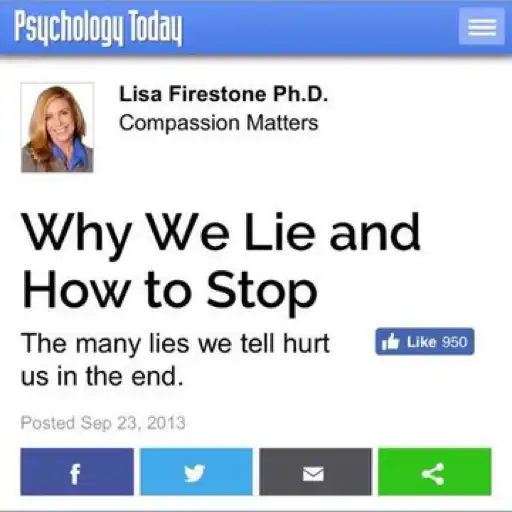 Psychology Today
Lisa Firestone Ph.D.
Compassion Matters
Why We Lie and
How to Stop
The many lies we tell hurt
us in the end.
Like 950
Posted Sep 23, 2013